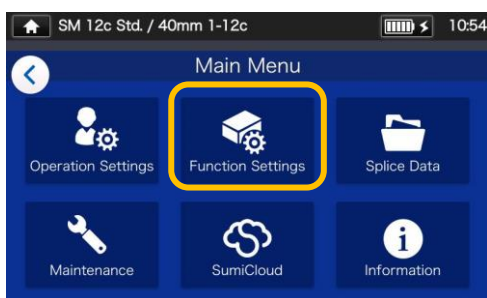 SM 12c Std. / 40mm 1-12c 10:54
Main Menu
Operation Settings Function Settings Splice Data
Maintenance SumiCloud Information